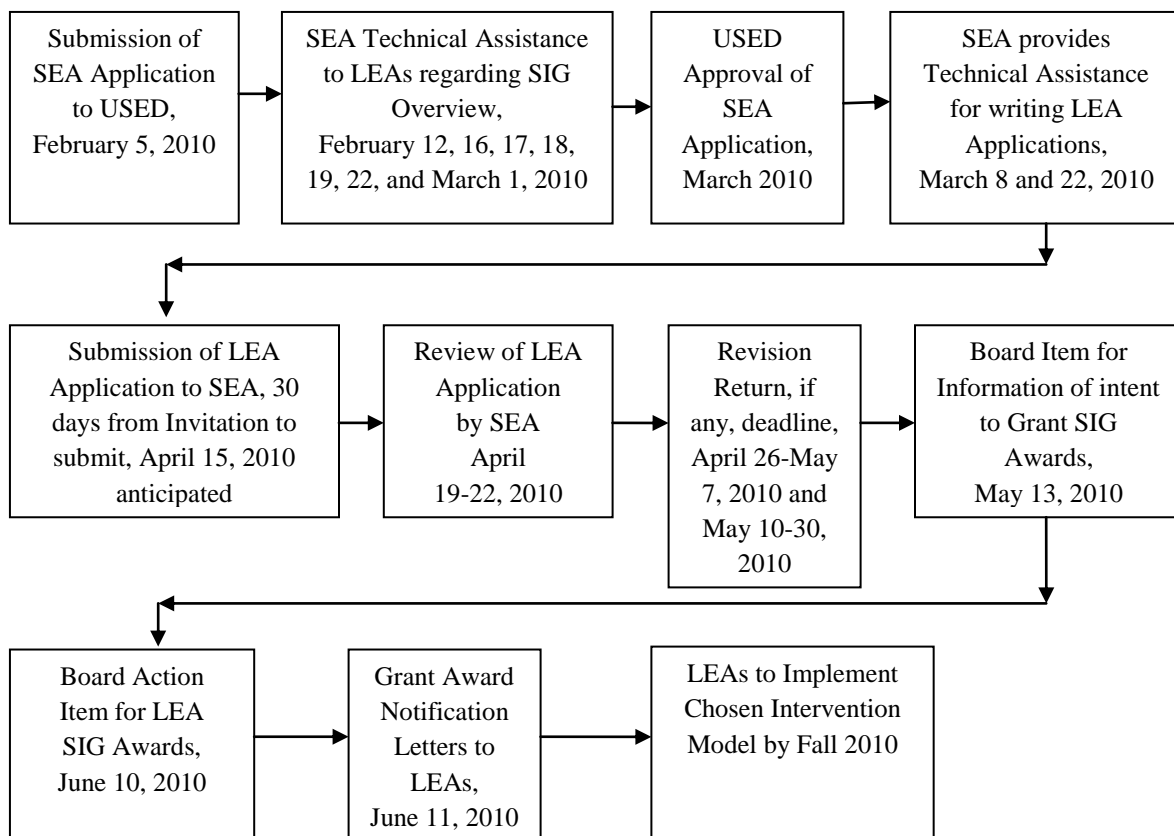 Submission of
SEA Application
to USED,
February 5, 2010
SEA Technical Assistance
to LEAs regarding SIG
Overview,
February 12, 16, 17, 18,
19, 22, and March 1, 2010
USED
Approval of
SEA
Application,
March 2010
SEA provides
Technical Assistance
for writing LEA
Applications,
March 8 and 22, 2010
Submission of LEA
Application to SEA, 30
days from Invitation to
submit, April 15, 2010
anticipated
Review of LEA
Application
by SEA
April
19-22, 2010
Revision
Return, if
any, deadline,
April 26-May
7, 2010 and
May 10-30,
2010
Board Item for
Information of intent
to Grant SIG
Awards,
May 13, 2010
Board Action
Item for LEA
SIG Awards,
June 10, 2010
Grant Award
Notification
Letters to
LEAs,
June 11, 2010
LEAs to Implement
Chosen Intervention
Model by Fall 2010